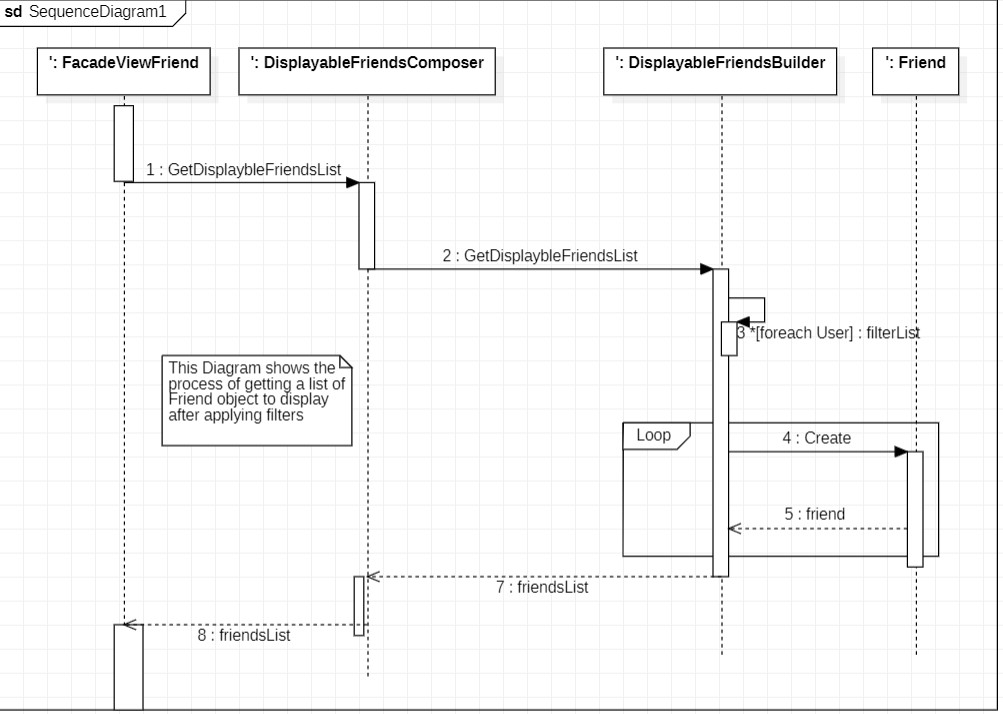 sd SequenceDiagram1
': FacadeViewFriend
': DisplayableFriendsComposer
': DisplayableFriendsBuilder
': Friend
1 : GetDisplaybleFriendsList
2 : GetDisplaybleFriendsList
3 *[foreach User] : filterList
This Diagram shows the
process of getting a list of
Friend object to display
after applying filters
Loop
4 : Create
5 : friend
7 : friendsList
8 : friendsList